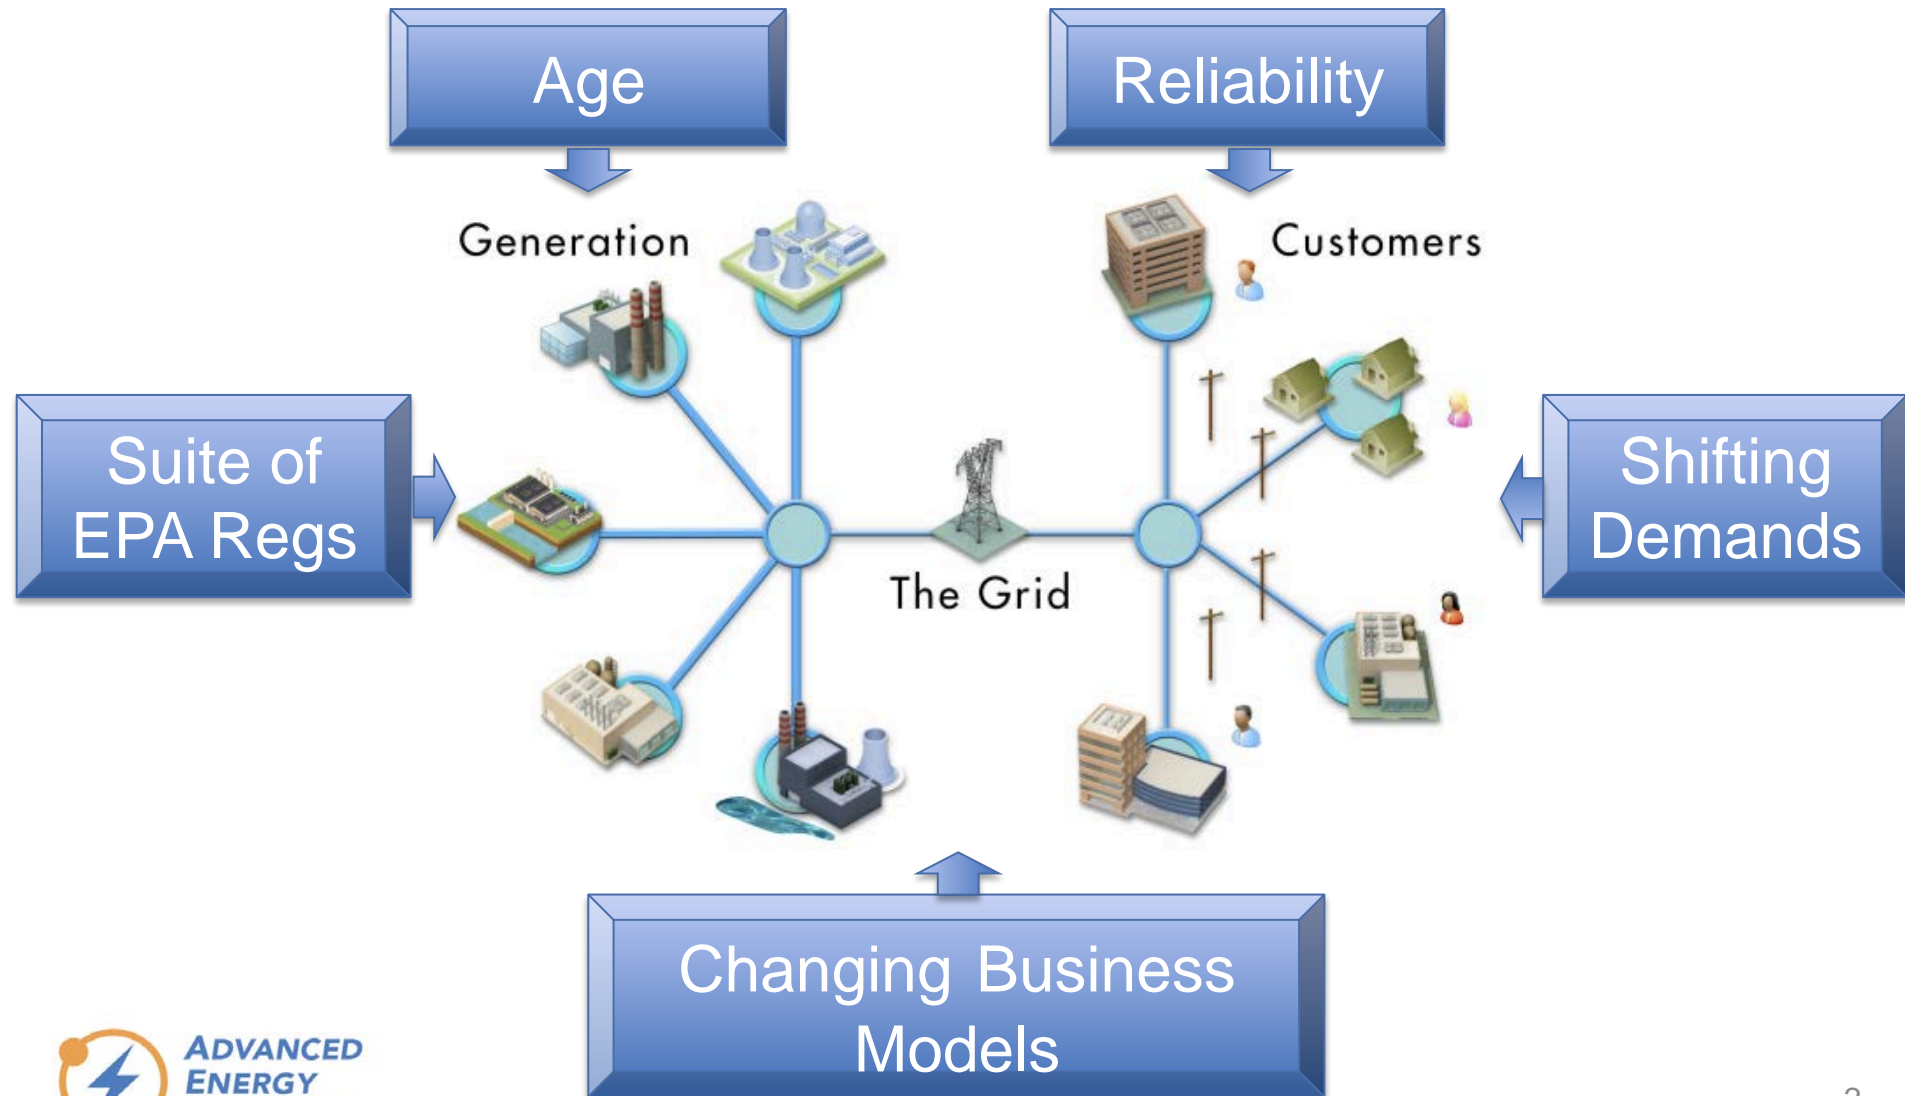 Age
Reliability
Generation
Customers
Suite of
EPA Regs
Shifting
Demands
The Grid
Changing Business
Models
ADVANCED
ENERGY